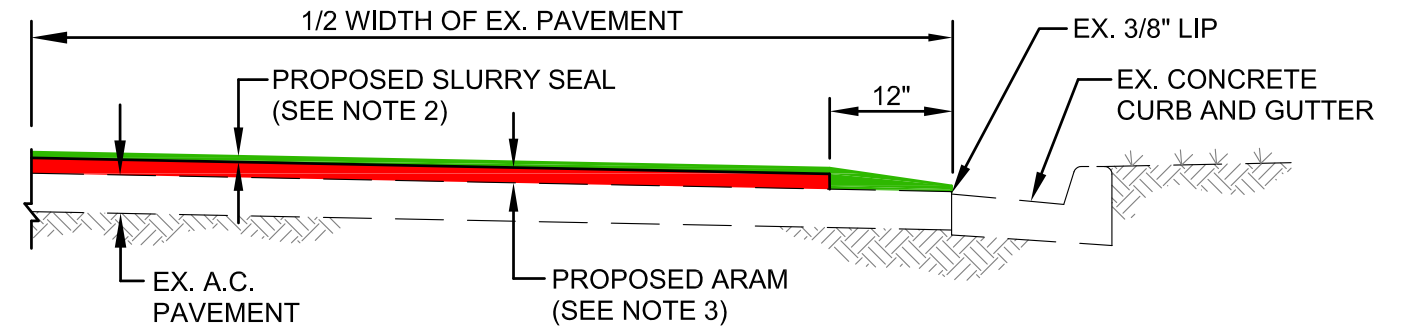 1/2 WIDTH OF EX. PAVEMENT
EX. 3/8" LIP
PROPOSED SLURRY SEAL
(SEE NOTE 2)
12"
EX. CONCRETE
CURB AND GUTTER
EX. A.C.
PAVEMENT
PROPOSED ARAM
(SEE NOTE 3)